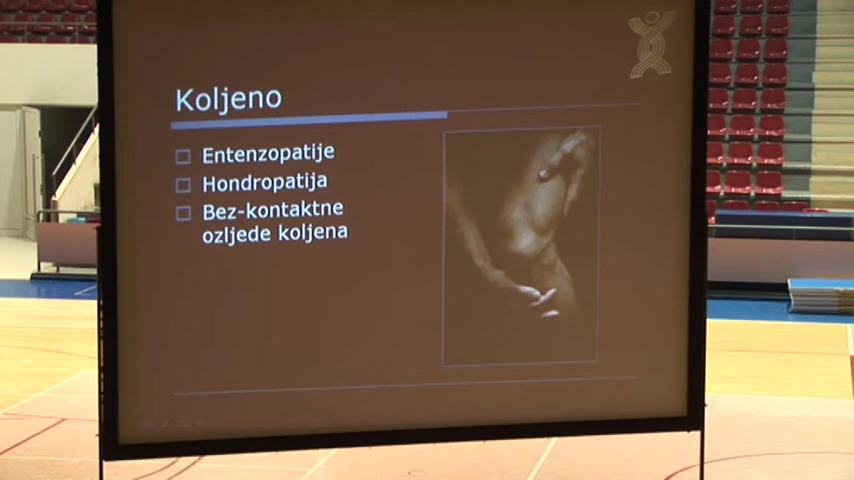 Koljeno
Entenzopatije
Hondropatija
Bez-kontaktne
ozljede koljena